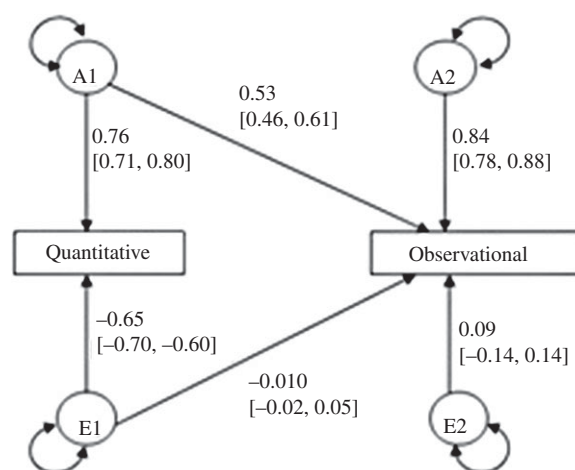 A1
A2
0.53
[0.46, 0.61]
0.76
[0.71, 0.80]
0.84
[0.78, 0.88]
Quantitative
Observational
–0.65
[–0.70, –0.60]
0.09
[–0.14, 0.14]
–0.010
[–0.02, 0.05]
E1
E2